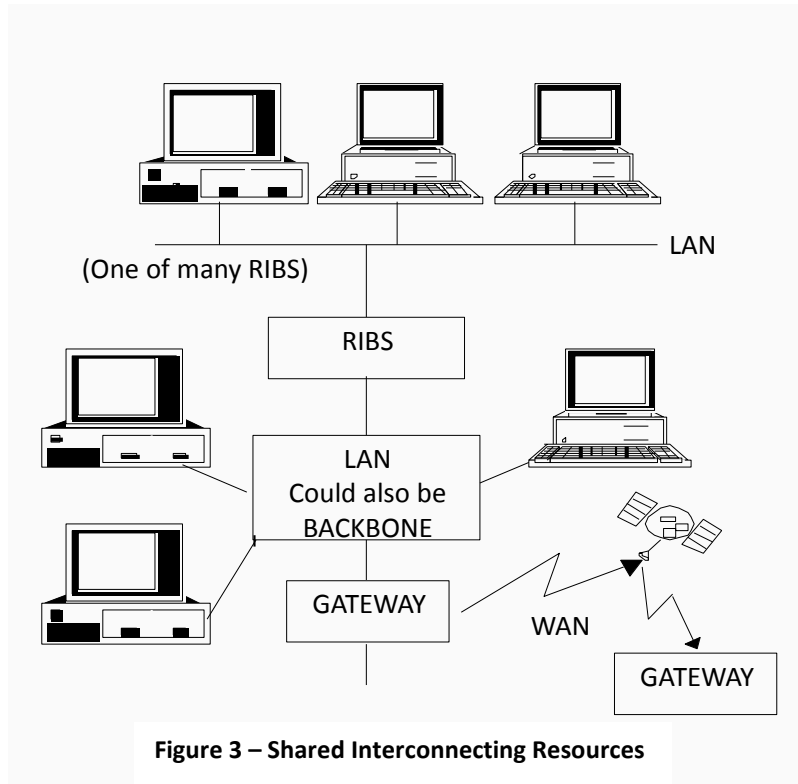 LAN
(One of many RIBS)
RIBS
LAN
Could also be
BACKBONE
GATEWAY
WAN
GATEWAY
Figure 3 – Shared Interconnecting Resources